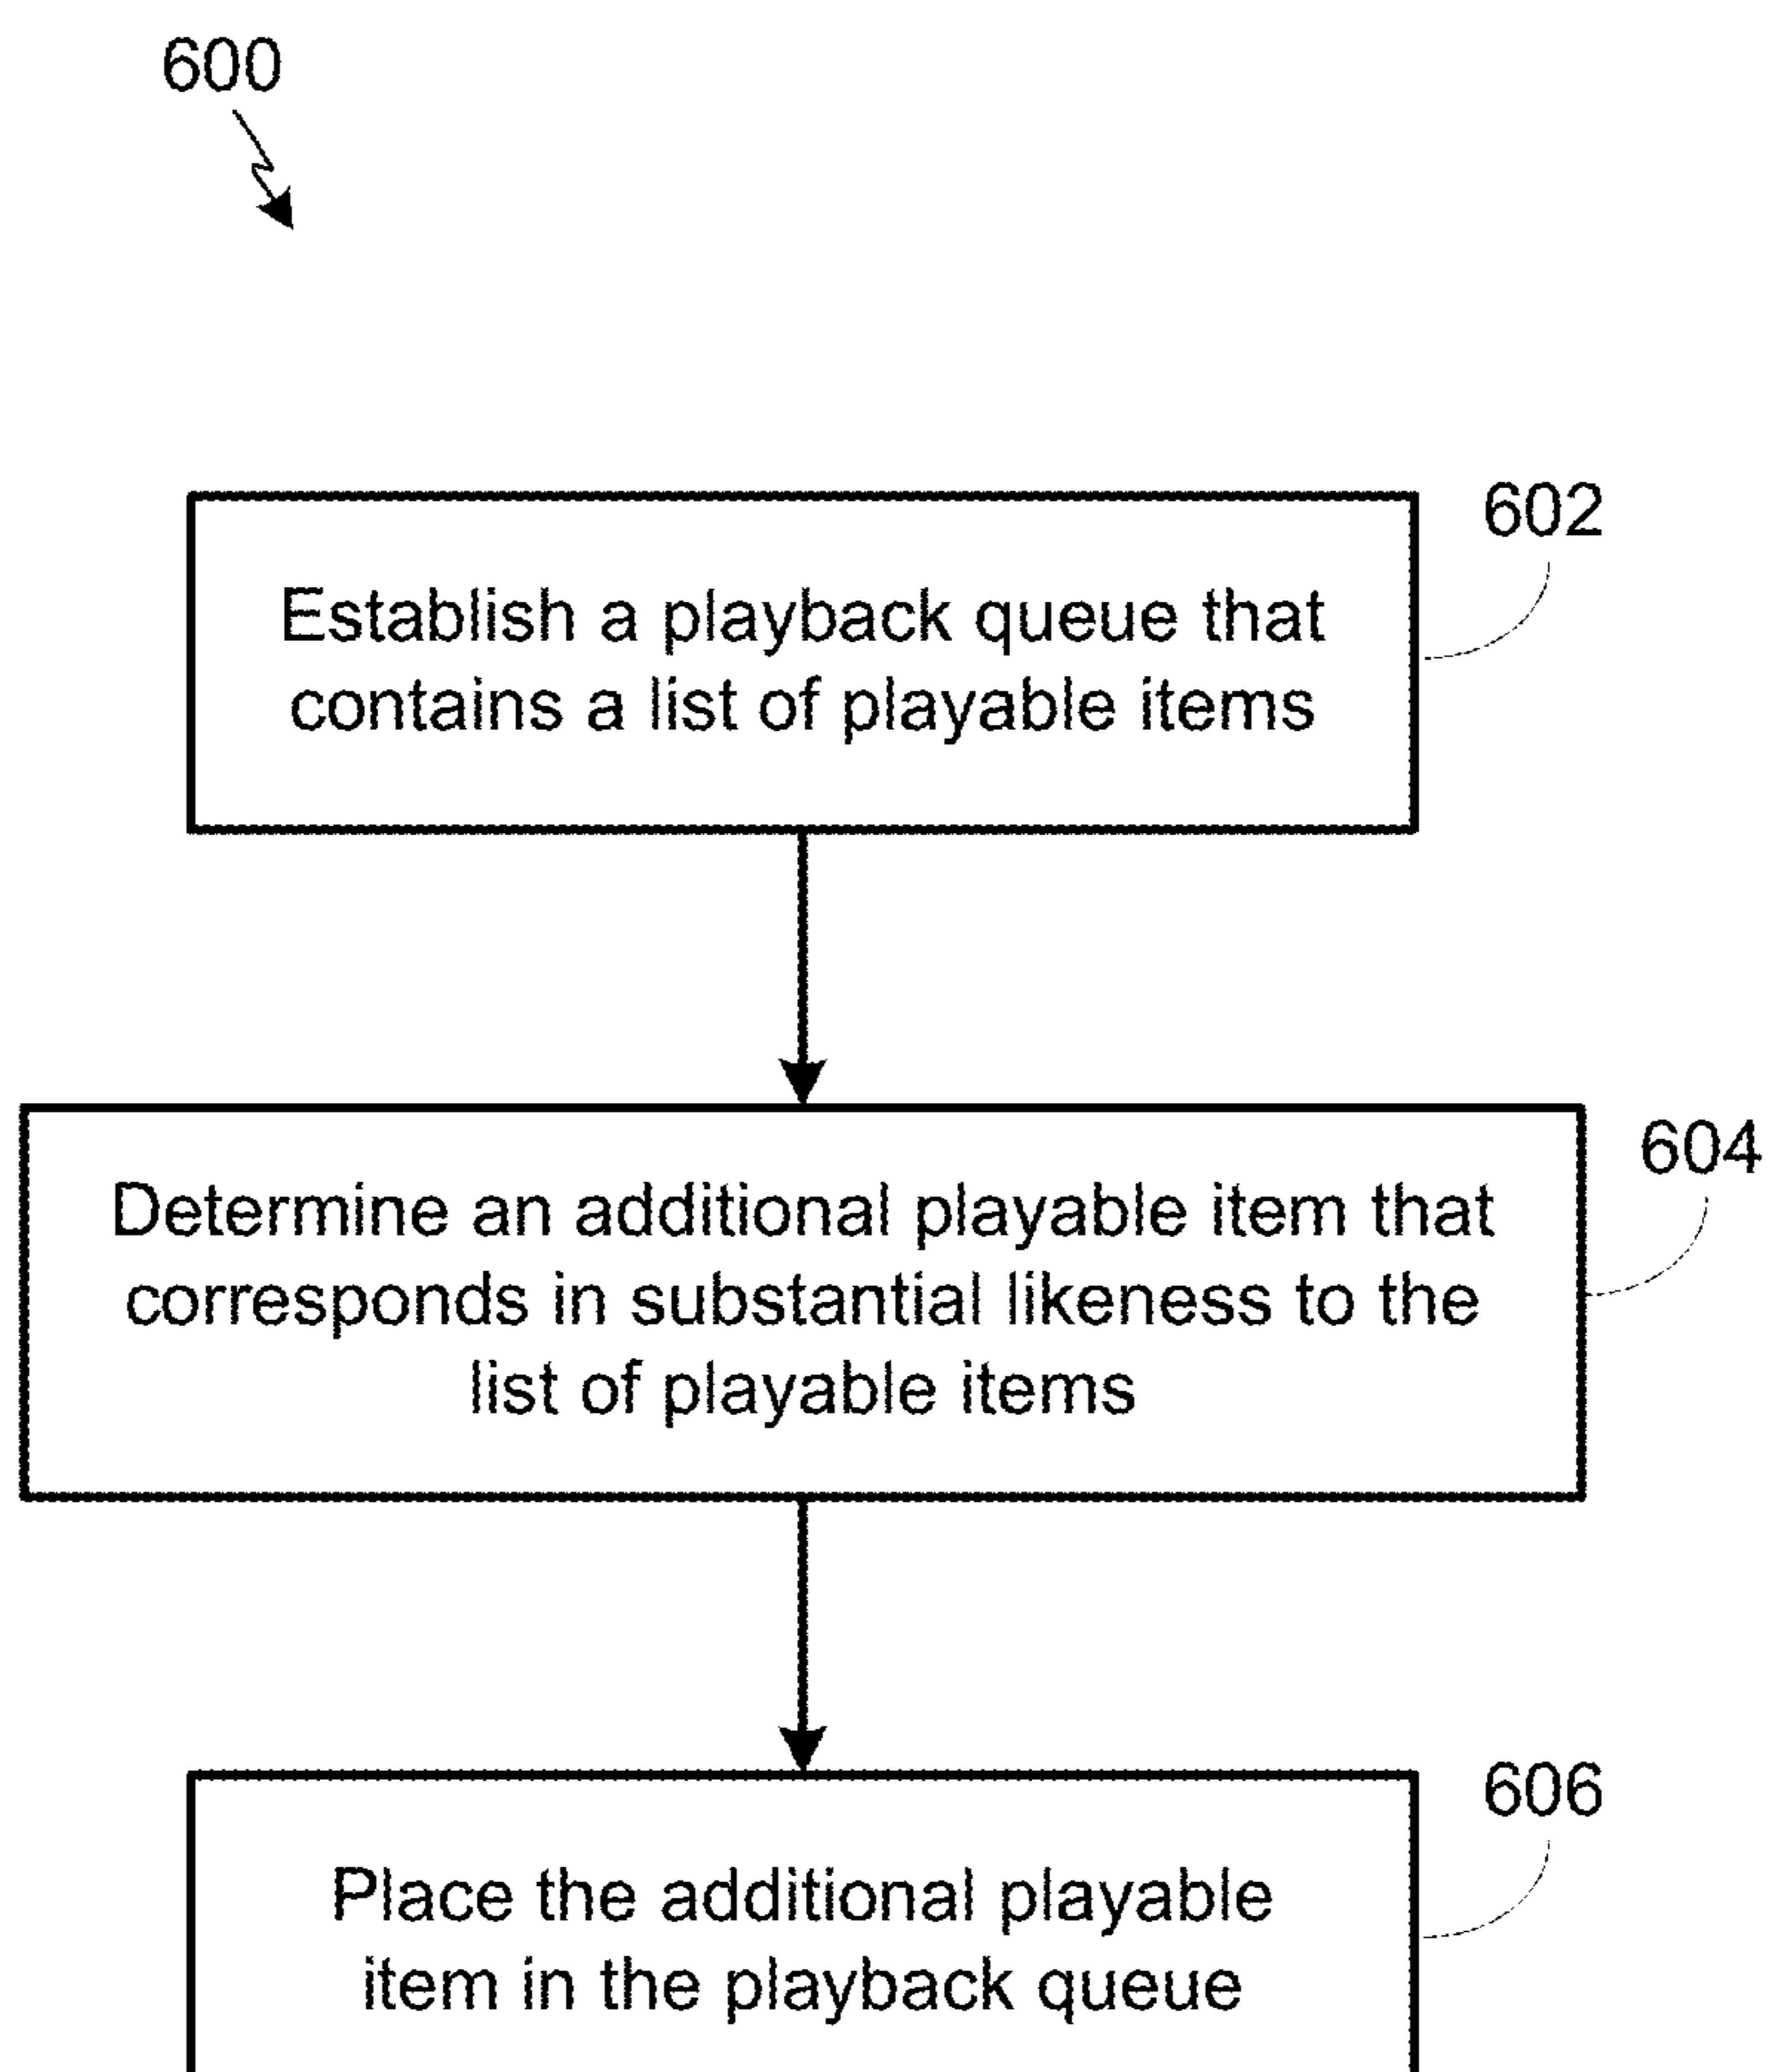 600
602
Establish a playback queue that
contains a list of playable items
604
Determine an additional playable item that
corresponds in substantial likeness to the
list of playable items
606
Place the additional playable
item in the playback queue